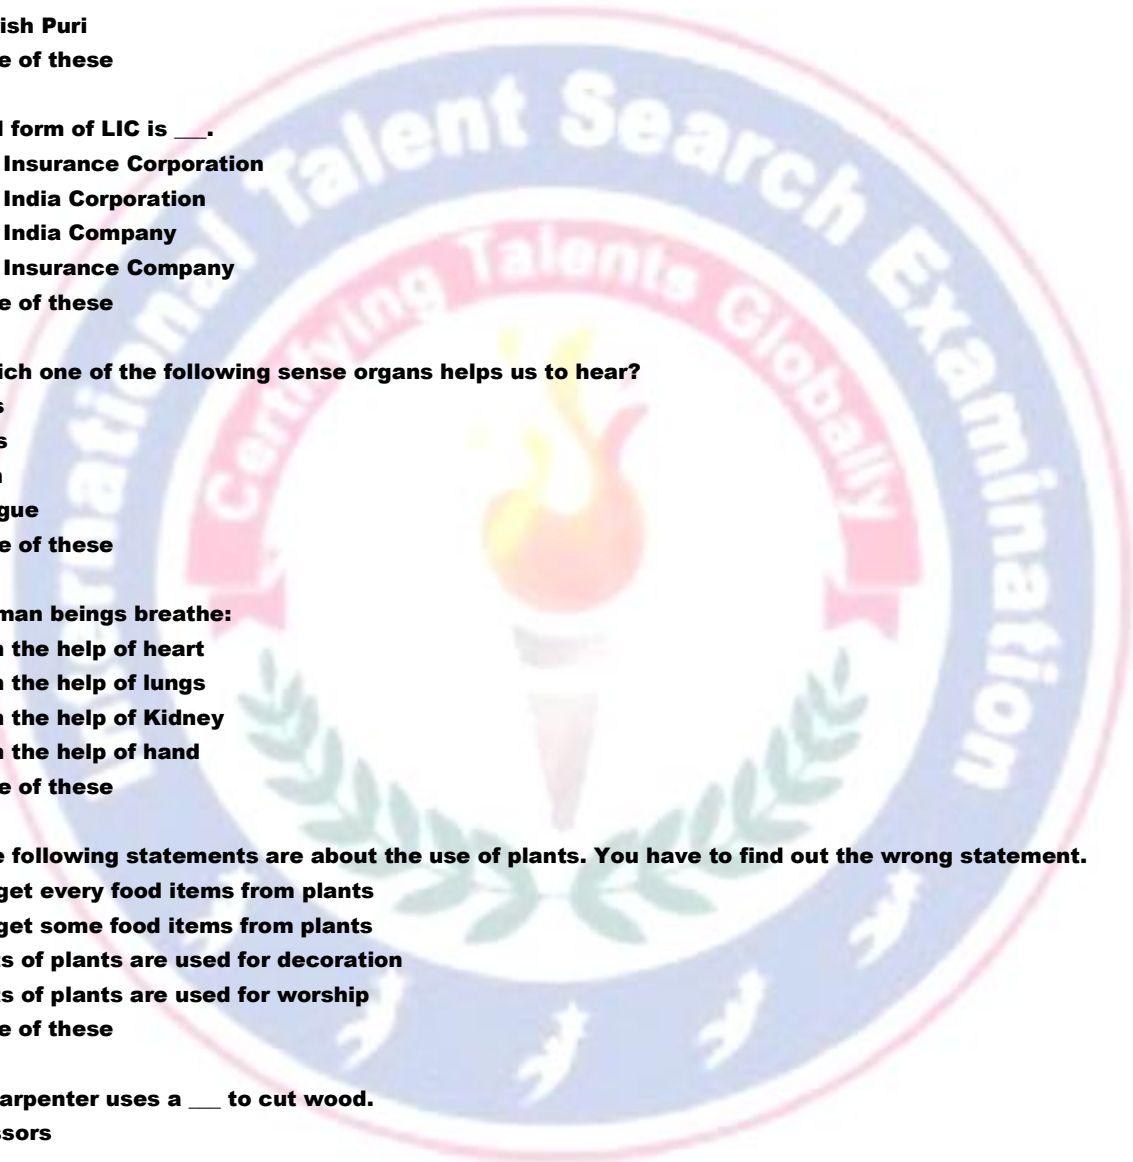 ish Puri
e of these
l form of LIC is ___.
Insurance Corporation
India Corporation
India Company
Insurance Company
e of these
ich one of the following sense organs helps us to hear?
s
s
n
gue
e of these
man beings breathe:
n the help of heart
n the help of lungs
n the help of Kidney
n the help of hand
e of these
e following statements are about the use of plants. You have to find out the wrong statement.
get every food items from plants
get some food items from plants
ts of plants are used for decoration
ts of plants are used for worship
e of these
arpenter uses a ___ to cut wood.
ssors
International Talent Search Examination
Certifying Talents Globally